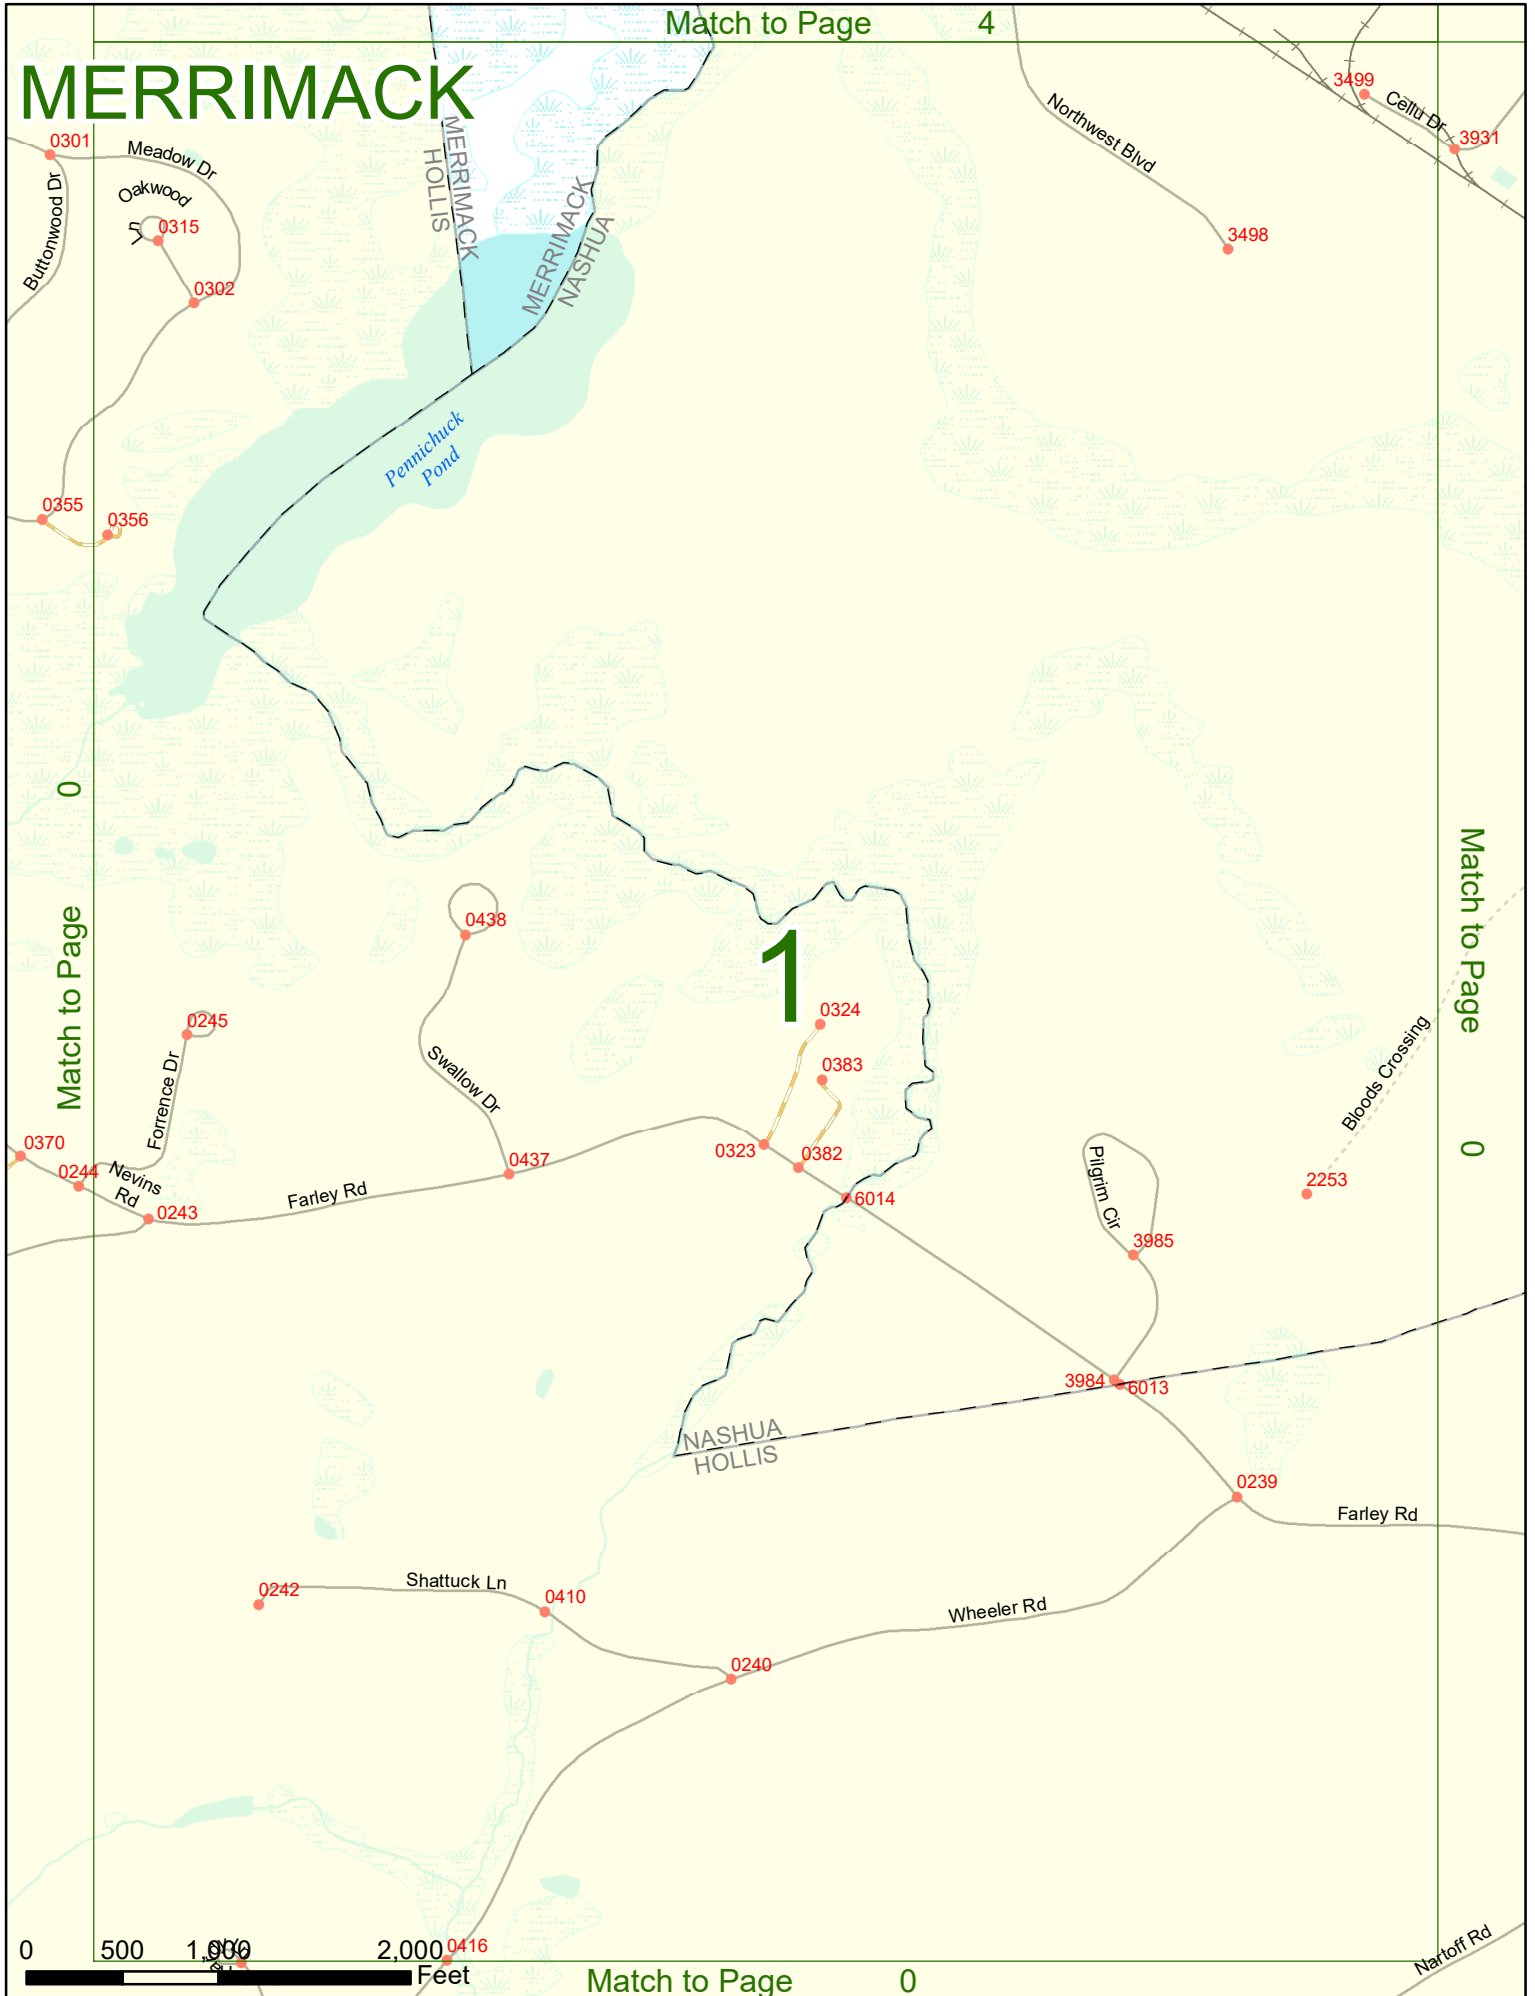 Match to Page 4
MERRIMACK
3499
Cellu Dr
3931
Northwest Blvd
3498
0301
Meadow Dr
Oakwood
Ln
0315
Buttonwood Dr
0302
MERRIMACK
HOLLIS
MERRIMACK
NASHUA
Pennichuck
Pond
0355
0356
Match to Page 0
Match to Page 0
1
0438
0245
Forrence Dr
Swallow Dr
0324
0383
Bloods Crossing
0370
0244
Nevins
Rd
0243
Farley Rd
0437
0323
0382
6014
Pilgrim Cir
3985
2253
3984
6013
NASHUA
HOLLIS
0239
Farley Rd
0242
Shattuck Ln
0410
Wheeler Rd
0240
0416
Nartoff Rd
0 500 1,000 2,000
Feet
Match to Page 0